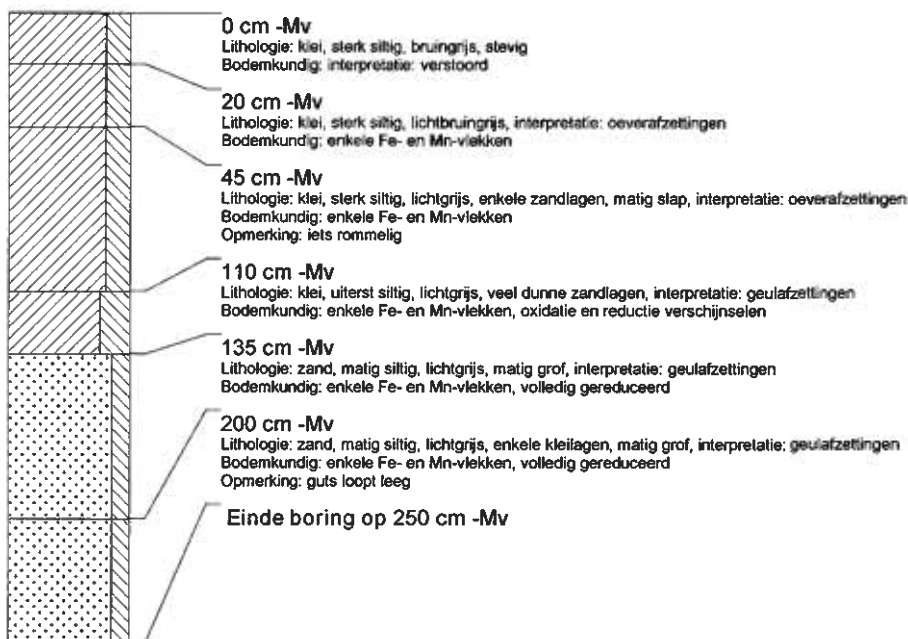 0 cm -Mv
Lithologie: klei, sterk siltig, bruingrijs, stevig
Bodemkundig: interpretatie: verstoord
20 cm -Mv
Lithologie: klei, sterk siltig, lichtbruingrijs, interpretatie: oeverafzettingen
Bodemkundig: enkele Fe- en Mn-vlekken
45 cm -Mv
Lithologie: klei, sterk siltig, lichtgrijs, enkele zandlagen, matig slap, interpretatie: oeverafzettingen
Bodemkundig: enkele Fe- en Mn-vlekken
Opmerking: iets rommelig
110 cm -Mv
Lithologie: klei, uiterst siltig, lichtgrijs, veel dunne zandlagen, interpretatie: geulafzettingen
Bodemkundig: enkele Fe- en Mn-vlekken, oxidatie en reductie verschijnselen
135 cm -Mv
Lithologie: zand, matig siltig, lichtgrijs, matig grof, interpretatie: geulafzettingen
Bodemkundig: enkele Fe- en Mn-vlekken, volledig gereduceerd
200 cm -Mv
Lithologie: zand, matig siltig, lichtgrijs, enkele kleilagen, matig grof, interpretatie: geulafzettingen
Bodemkundig: enkele Fe- en Mn-vlekken, volledig gereduceerd
Opmerking: guts loopt leeg
Einde boring op 250 cm -Mv